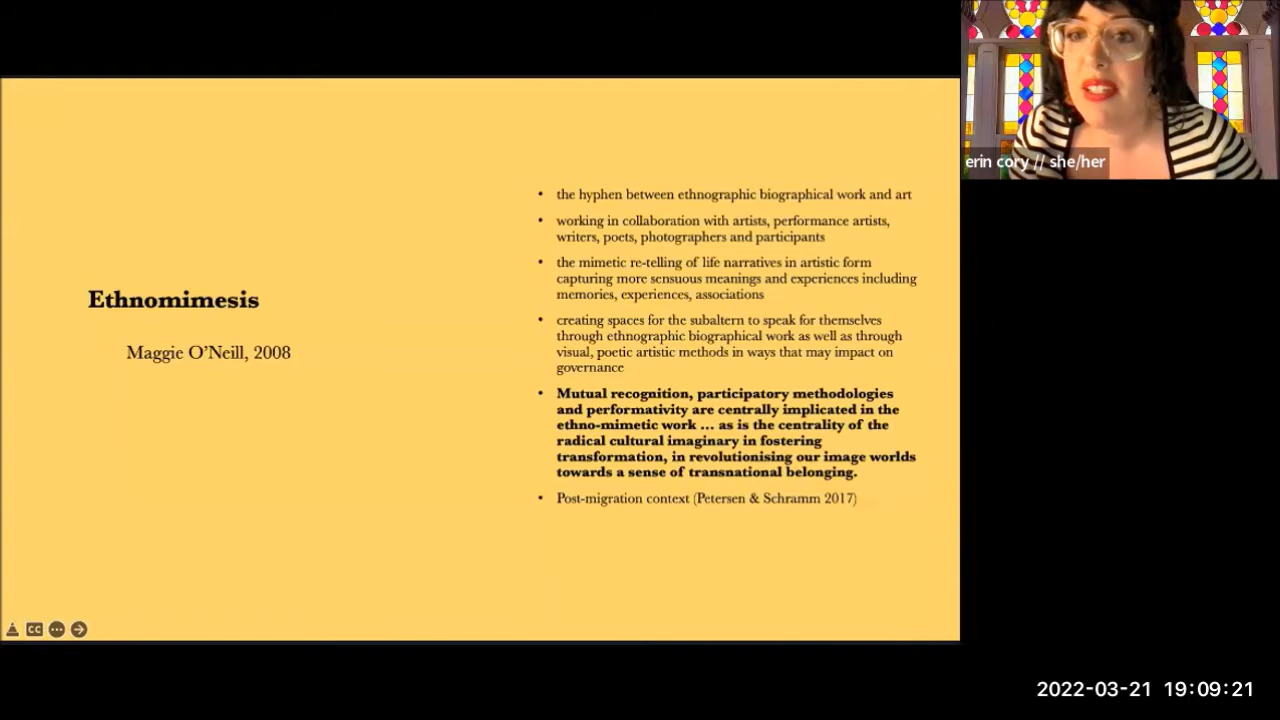 erin cory // she/her
Ethnomimesis
Maggie O’Neill, 2008
• the hyphen between ethnographic biographical work and art
• working in collaboration with artists, performance artists,
writers, poets, photographers and participants
• the mimetic re-telling of life narratives in artistic form
capturing more sensuous meanings and experiences including
memories, experiences, associations
• creating spaces for the subaltern to speak for themselves
through ethnographic biographical work as well as through
visual, poetic artistic methods in ways that may impact on
governance
• Mutual recognition, participatory methodologies
and performativity are centrally implicated in the
ethno-mimetic work ... as is the centrality of the
radical cultural imaginary in fostering
transformation, in revolutionising our image worlds
towards a sense of transnational belonging.
• Post-migration context (Petersen & Schramm 2017)
CC
2022-03-21 19:09:21